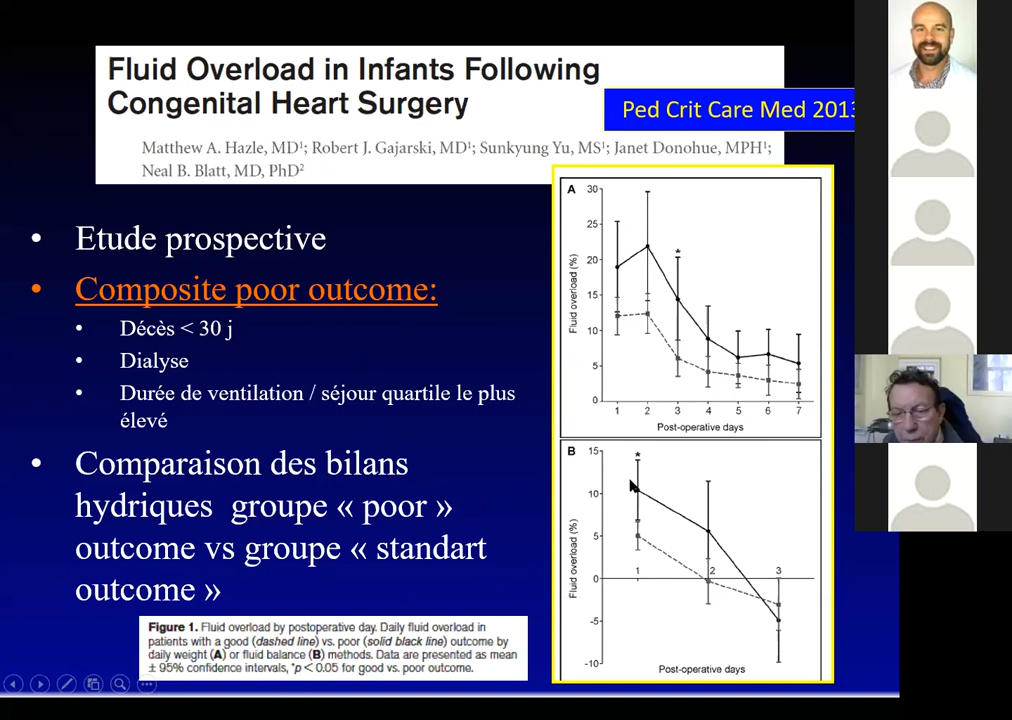 Fluid Overload in Infants Following
Congenital Heart Surgery
Ped Crit Care Med 2013
Matthew A. Hazle, MD¹; Robert J. Gajarski, MD¹; Sunkyung Yu, MS¹; Janet Donohue, MPH¹;
Neal B. Blatt, MD, PhD²
• Etude prospective
• Composite poor outcome:
• Décès < 30 j
• Dialyse
• Durée de ventilation / séjour quartile le plus
élevé
• Comparaison des bilans
hydriques groupe « poor »
outcome vs groupe « standart
outcome »
Figure 1. Fluid overload by postoperative day. Daily fluid overload in
patients with a good (dashed line) vs. poor (solid black line) outcome by
daily weight (A) or fluid balance (B) methods. Data are presented as mean
± 95% confidence intervals, *p < 0.05 for good vs. poor outcome.
A
30
25
20
15
10
5
0
Fluid overload (%)
*
1 2 3 4 5 6 7
Post-operative days
B
15
10
5
0
-5
-10
Fluid overload (%)
*
1 2 3
Post-operative days